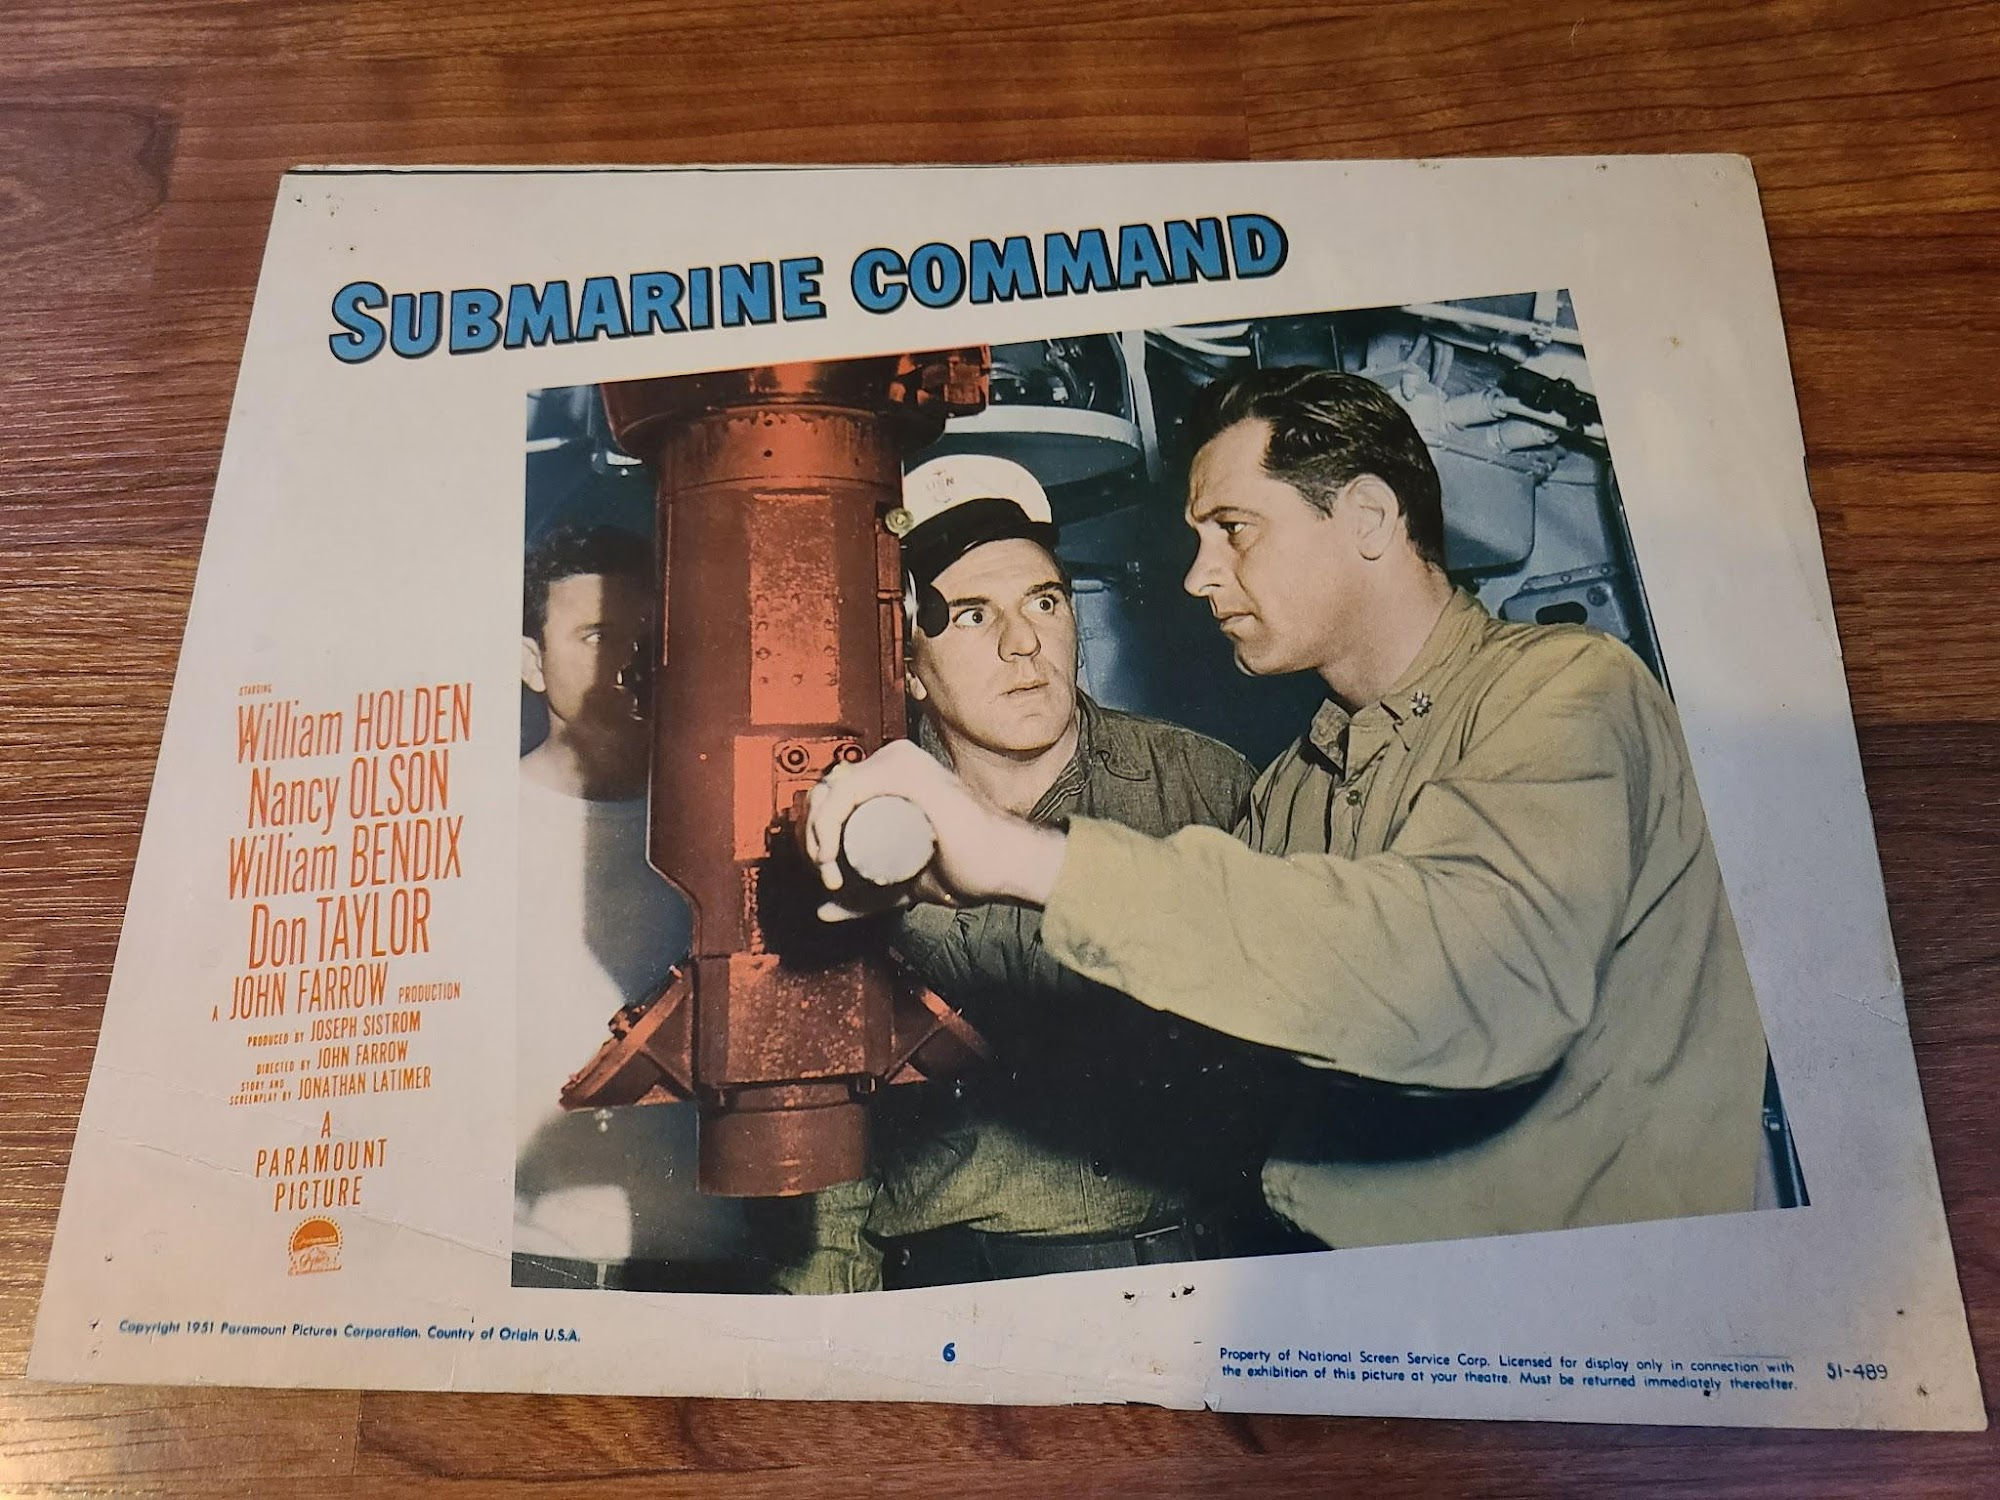 SUBMARINE COMMAND
USN
STARRING
William HOLDEN
Nancy OLSON
William BENDIX
Don TAYLOR
A JOHN FARROW PRODUCTION
PRODUCED BY JOSEPH SISTROM
DIRECTED BY JOHN FARROW
STORY AND
SCREENPLAY BY JONATHAN LATIMER
A
PARAMOUNT
PICTURE
Paramount
Copyright 1951 Paramount Pictures Corporation. Country of Origin U.S.A.
6
Property of National Screen Service Corp. Licensed for display only in connection with
the exhibition of this picture at your theatre. Must be returned immediately thereafter.
51-489